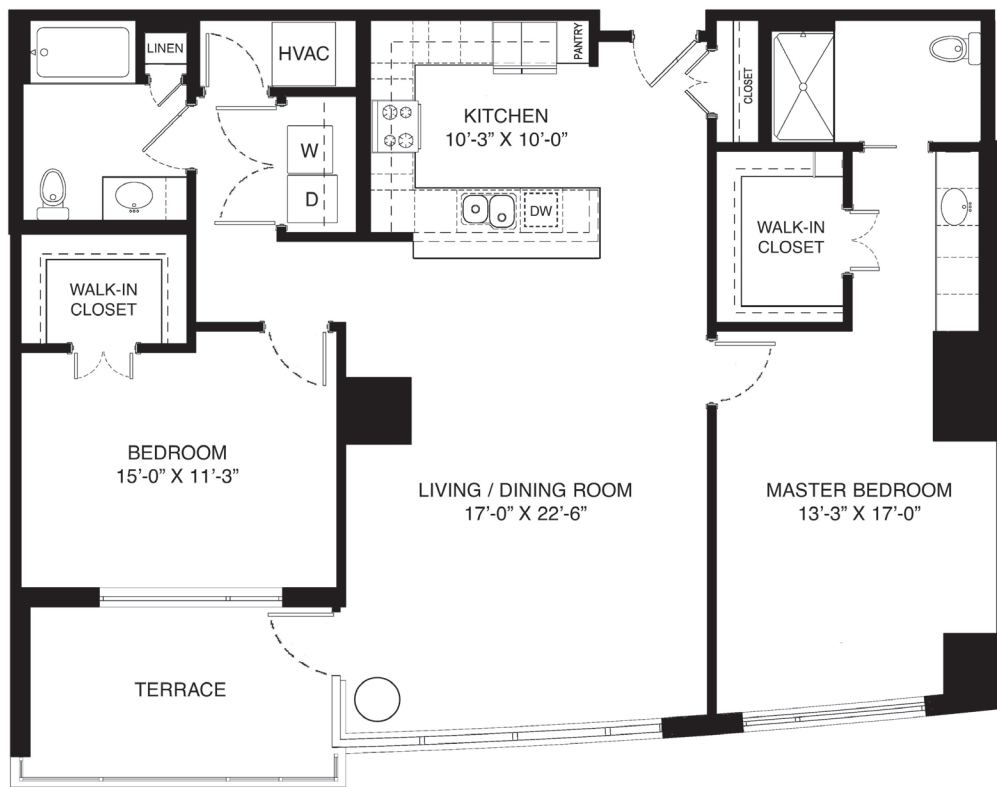 LINEN
HVAC
PANTRY
CLOSET
KITCHEN
10'-3" X 10'-0"
W
D
DW
WALK-IN
CLOSET
WALK-IN
CLOSET
BEDROOM
15'-0" X 11'-3"
LIVING / DINING ROOM
17'-0" X 22'-6"
MASTER BEDROOM
13'-3" X 17'-0"
TERRACE